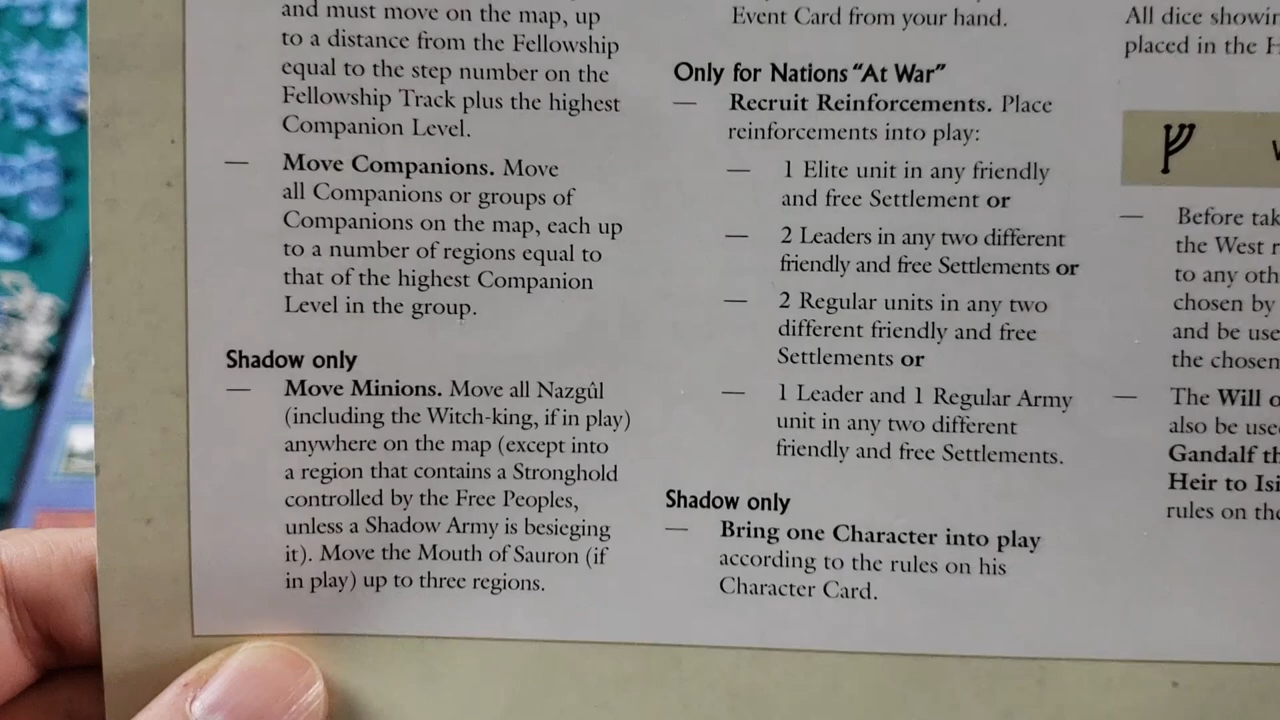 and must move on the map, up
to a distance from the Fellowship
equal to the step number on the
Fellowship Track plus the highest
Companion Level.
— Move Companions. Move
all Companions or groups of
Companions on the map, each up
to a number of regions equal to
that of the highest Companion
Level in the group.
Shadow only
— Move Minions. Move all Nazgûl
(including the Witch-king, if in play)
anywhere on the map (except into
a region that contains a Stronghold
controlled by the Free Peoples,
unless a Shadow Army is besieging
it). Move the Mouth of Sauron (if
in play) up to three regions.
Event Card from your hand.
Only for Nations "At War"
— Recruit Reinforcements. Place
reinforcements into play:
— 1 Elite unit in any friendly
and free Settlement or
— 2 Leaders in any two different
friendly and free Settlements or
— 2 Regular units in any two
different friendly and free
Settlements or
— 1 Leader and 1 Regular Army
unit in any two different
friendly and free Settlements.
Shadow only
— Bring one Character into play
according to the rules on his
Character Card.
All dice
placed in the
— Before
the West
to any
chosen by
and be
the chosen
— The Will
also be
Gandalf
Heir to
rules on